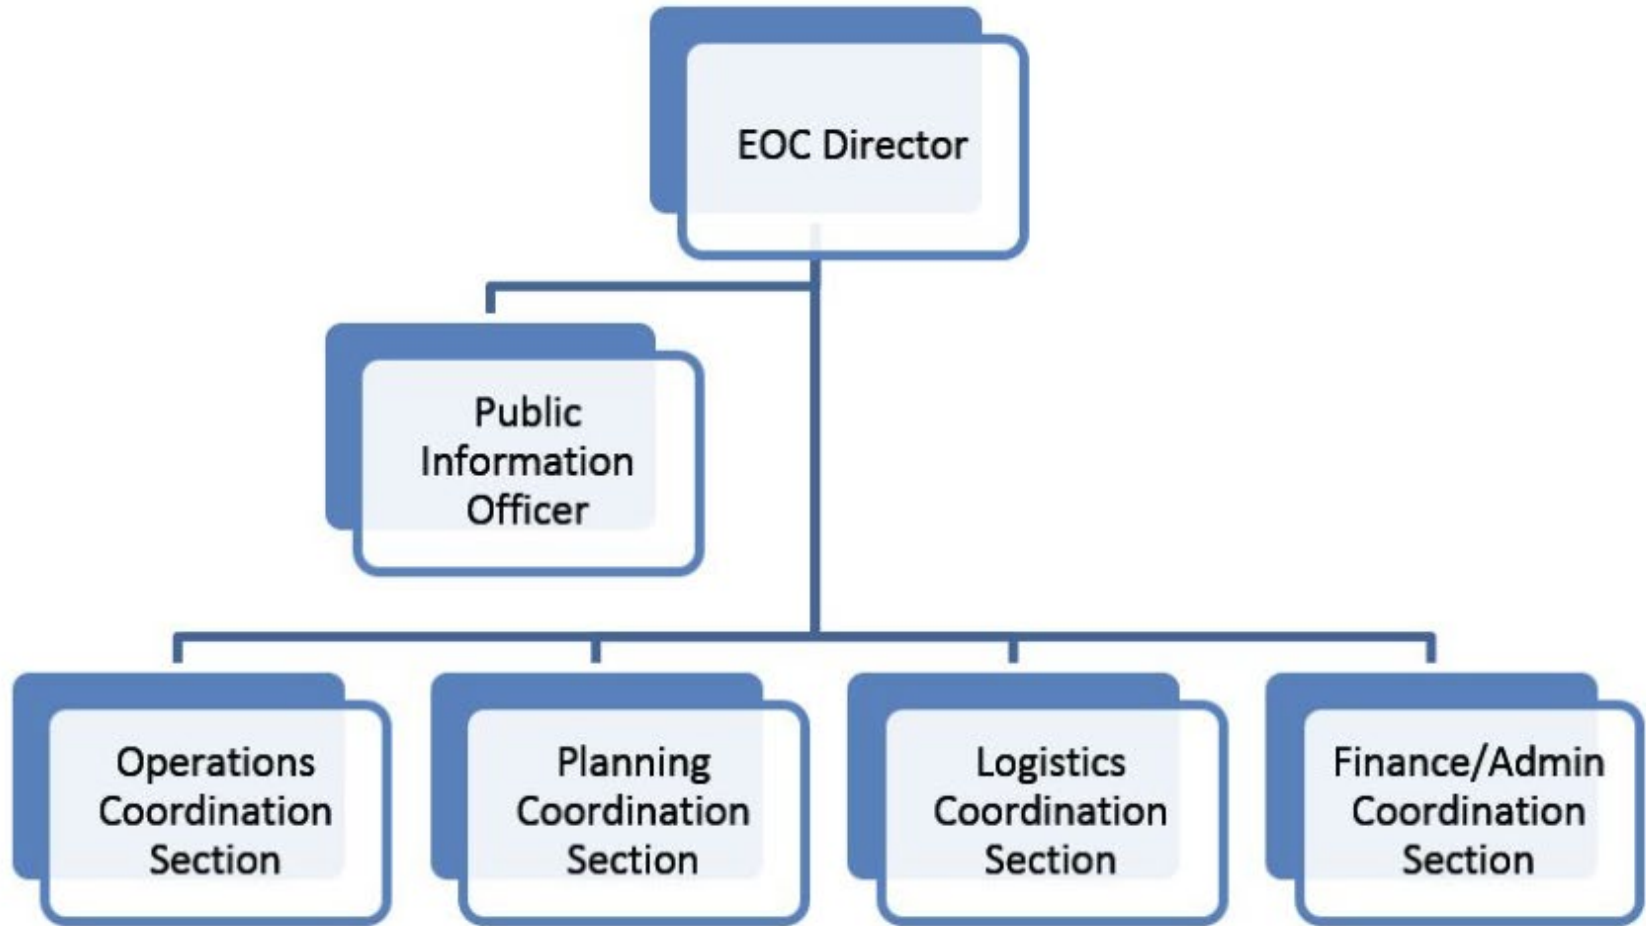 EOC Director
Public
Information
Officer
Operations
Coordination
Section
Planning
Coordination
Section
Logistics
Coordination
Section
Finance/Admin
Coordination
Section